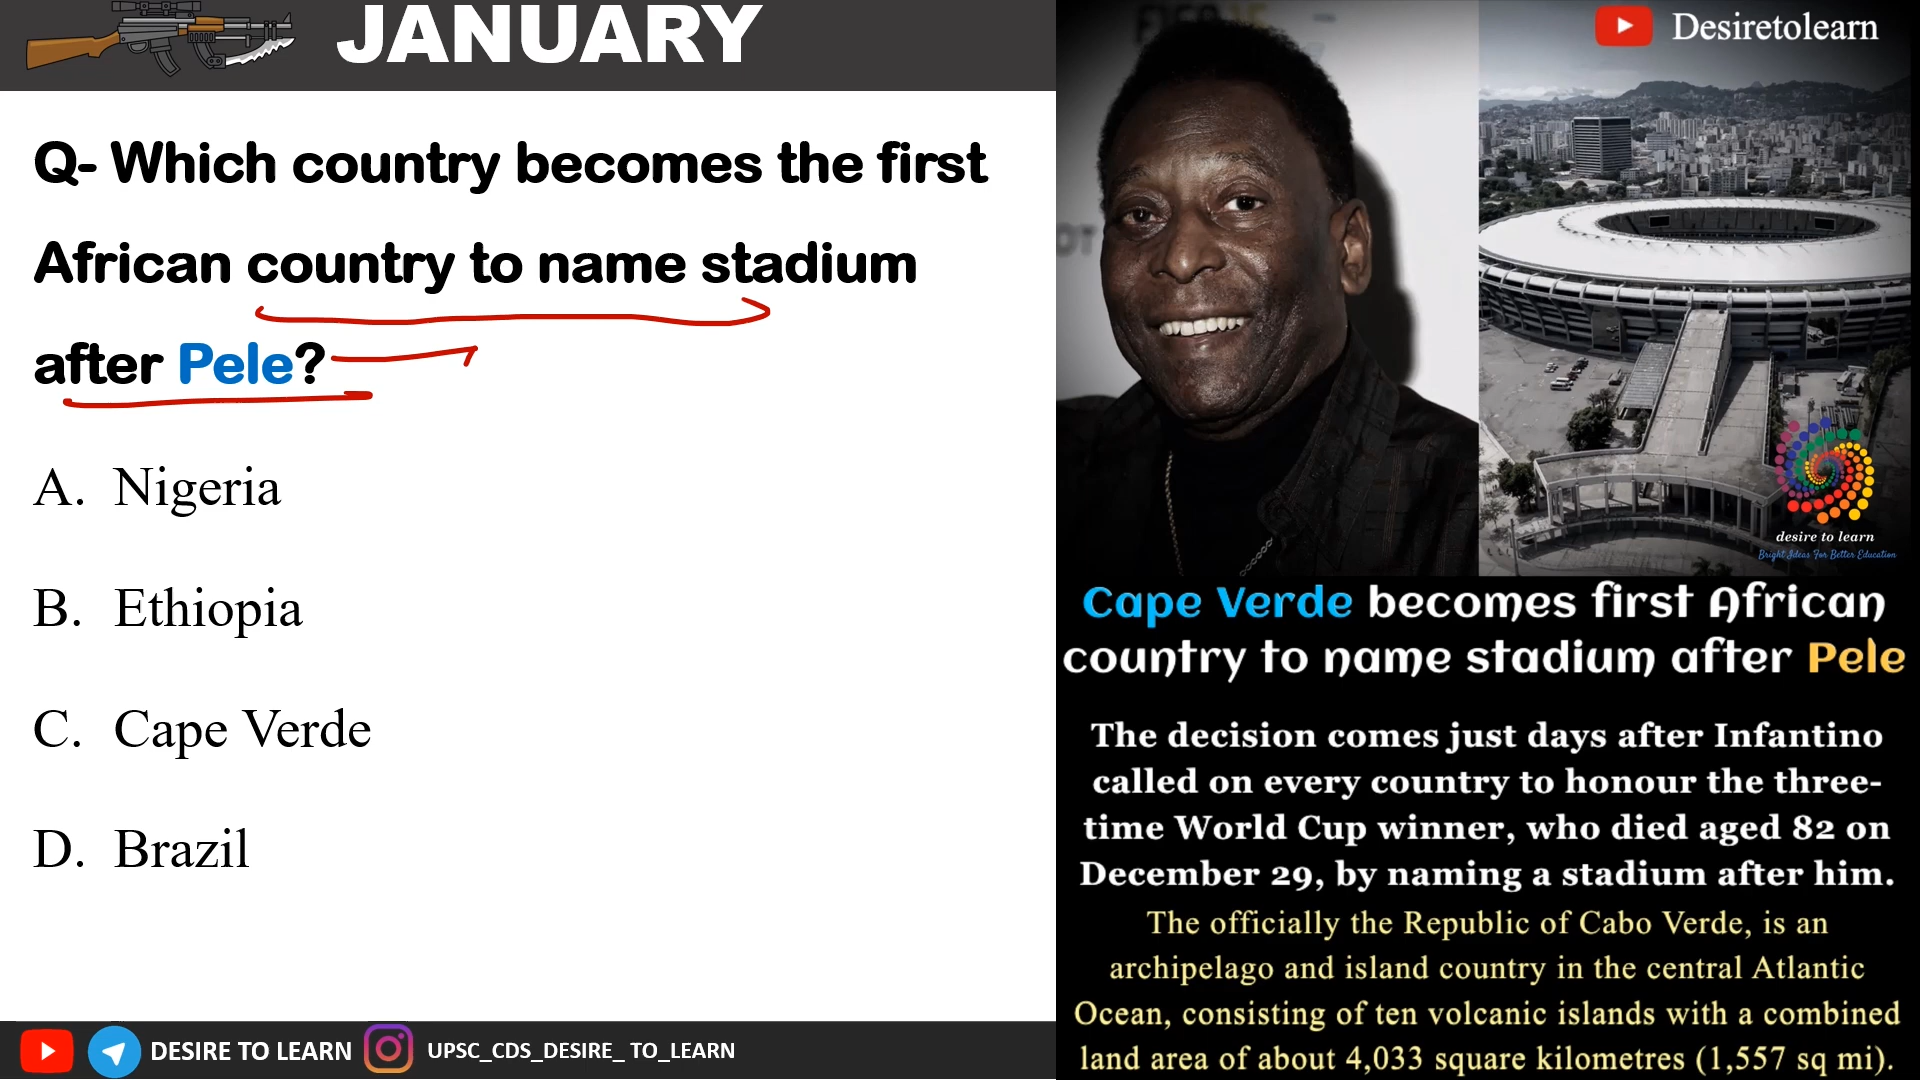 JANUARY
Q- Which country becomes the first
African country to name stadium
after Pele?
A. Nigeria
B. Ethiopia
C. Cape Verde
D. Brazil
DESIRE TO LEARN
UPSC_CDS_DESIRE_ TO_LEARN
Desiretolearn
desire to learn
Bright Ideas For Better Education
Cape Verde becomes first African
country to name stadium after Pele
The decision comes just days after Infantino
called on every country to honour the three-
time World Cup winner, who died aged 82 on
December 29, by naming a stadium after him.
The officially the Republic of Cabo Verde, is an
archipelago and island country in the central Atlantic
Ocean, consisting of ten volcanic islands with a combined
land area of about 4,033 square kilometres (1,557 sq mi).